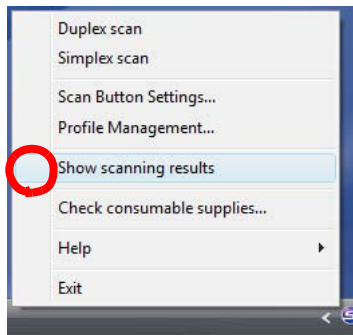 Duplex scan
Simplex scan
Scan Button Settings...
Profile Management...
Show scanning results
Check consumable supplies...
Help
Exit